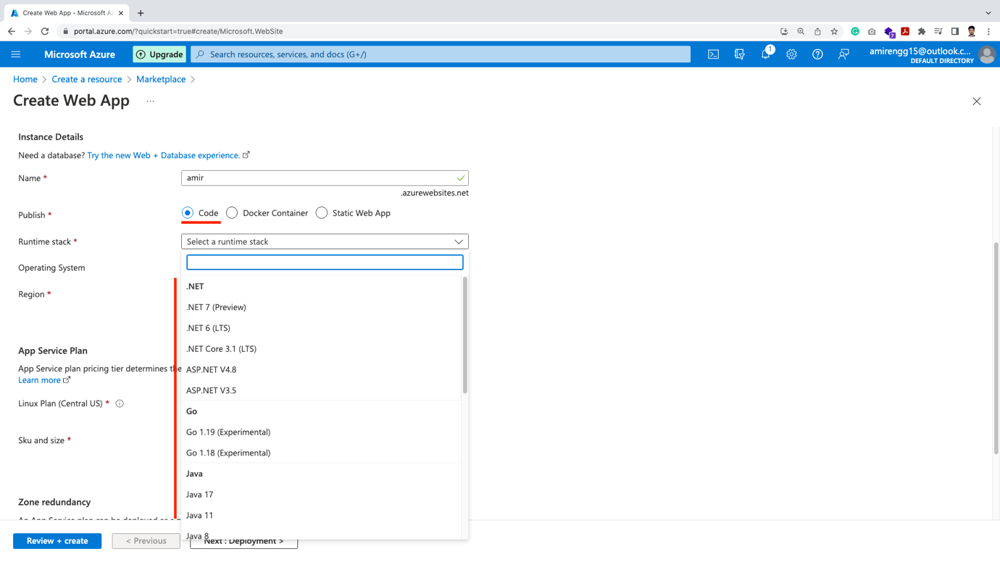 Create Web App - Microsoft Az
portal.azure.com/?quickstart=true#create/Microsoft.WebSite
7
Microsoft Azure
Upgrade
Search resources, services, and docs (G+/)
1
amirengg15@outlook.c...
DEFAULT DIRECTORY
Home > Create a resource > Marketplace >
Create Web App ...
Instance Details
Need a database? Try the new Web + Database experience.
Name *
amir
.azurewebsites.net
Publish *
Code
Docker Container
Static Web App
Runtime stack *
Select a runtime stack
Operating System
Region *
.NET
.NET 7 (Preview)
.NET 6 (LTS)
.NET Core 3.1 (LTS)
ASP.NET V4.8
ASP.NET V3.5
Go
Go 1.19 (Experimental)
Go 1.18 (Experimental)
Java
Java 17
Java 11
Java 8
App Service Plan
App Service plan pricing tier determines the
Learn more
Linux Plan (Central US) *
Sku and size *
Zone redundancy
An App Service plan can be deployed as a
Review + create
< Previous
Next : Deployment >